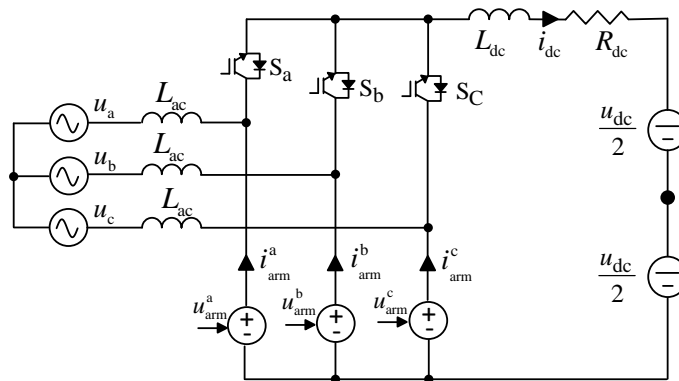 L_dc i_dc R_dc
S_a
S_b
S_C
u_a L_ac
u_b L_ac
u_c L_ac
u_dc
2
u_dc
2
i^a_arm i^b_arm i^c_arm
u^a_arm + - u^b_arm + - u^c_arm + -